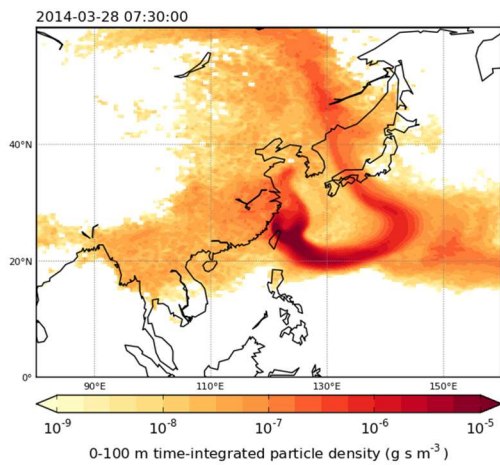 2014-03-28 07:30:00
40°N
20°N
0°
90°E 110°E 130°E 150°E
10⁻⁹ 10⁻⁸ 10⁻⁷ 10⁻⁶ 10⁻⁵
0-100 m time-integrated particle density (g s m⁻³)